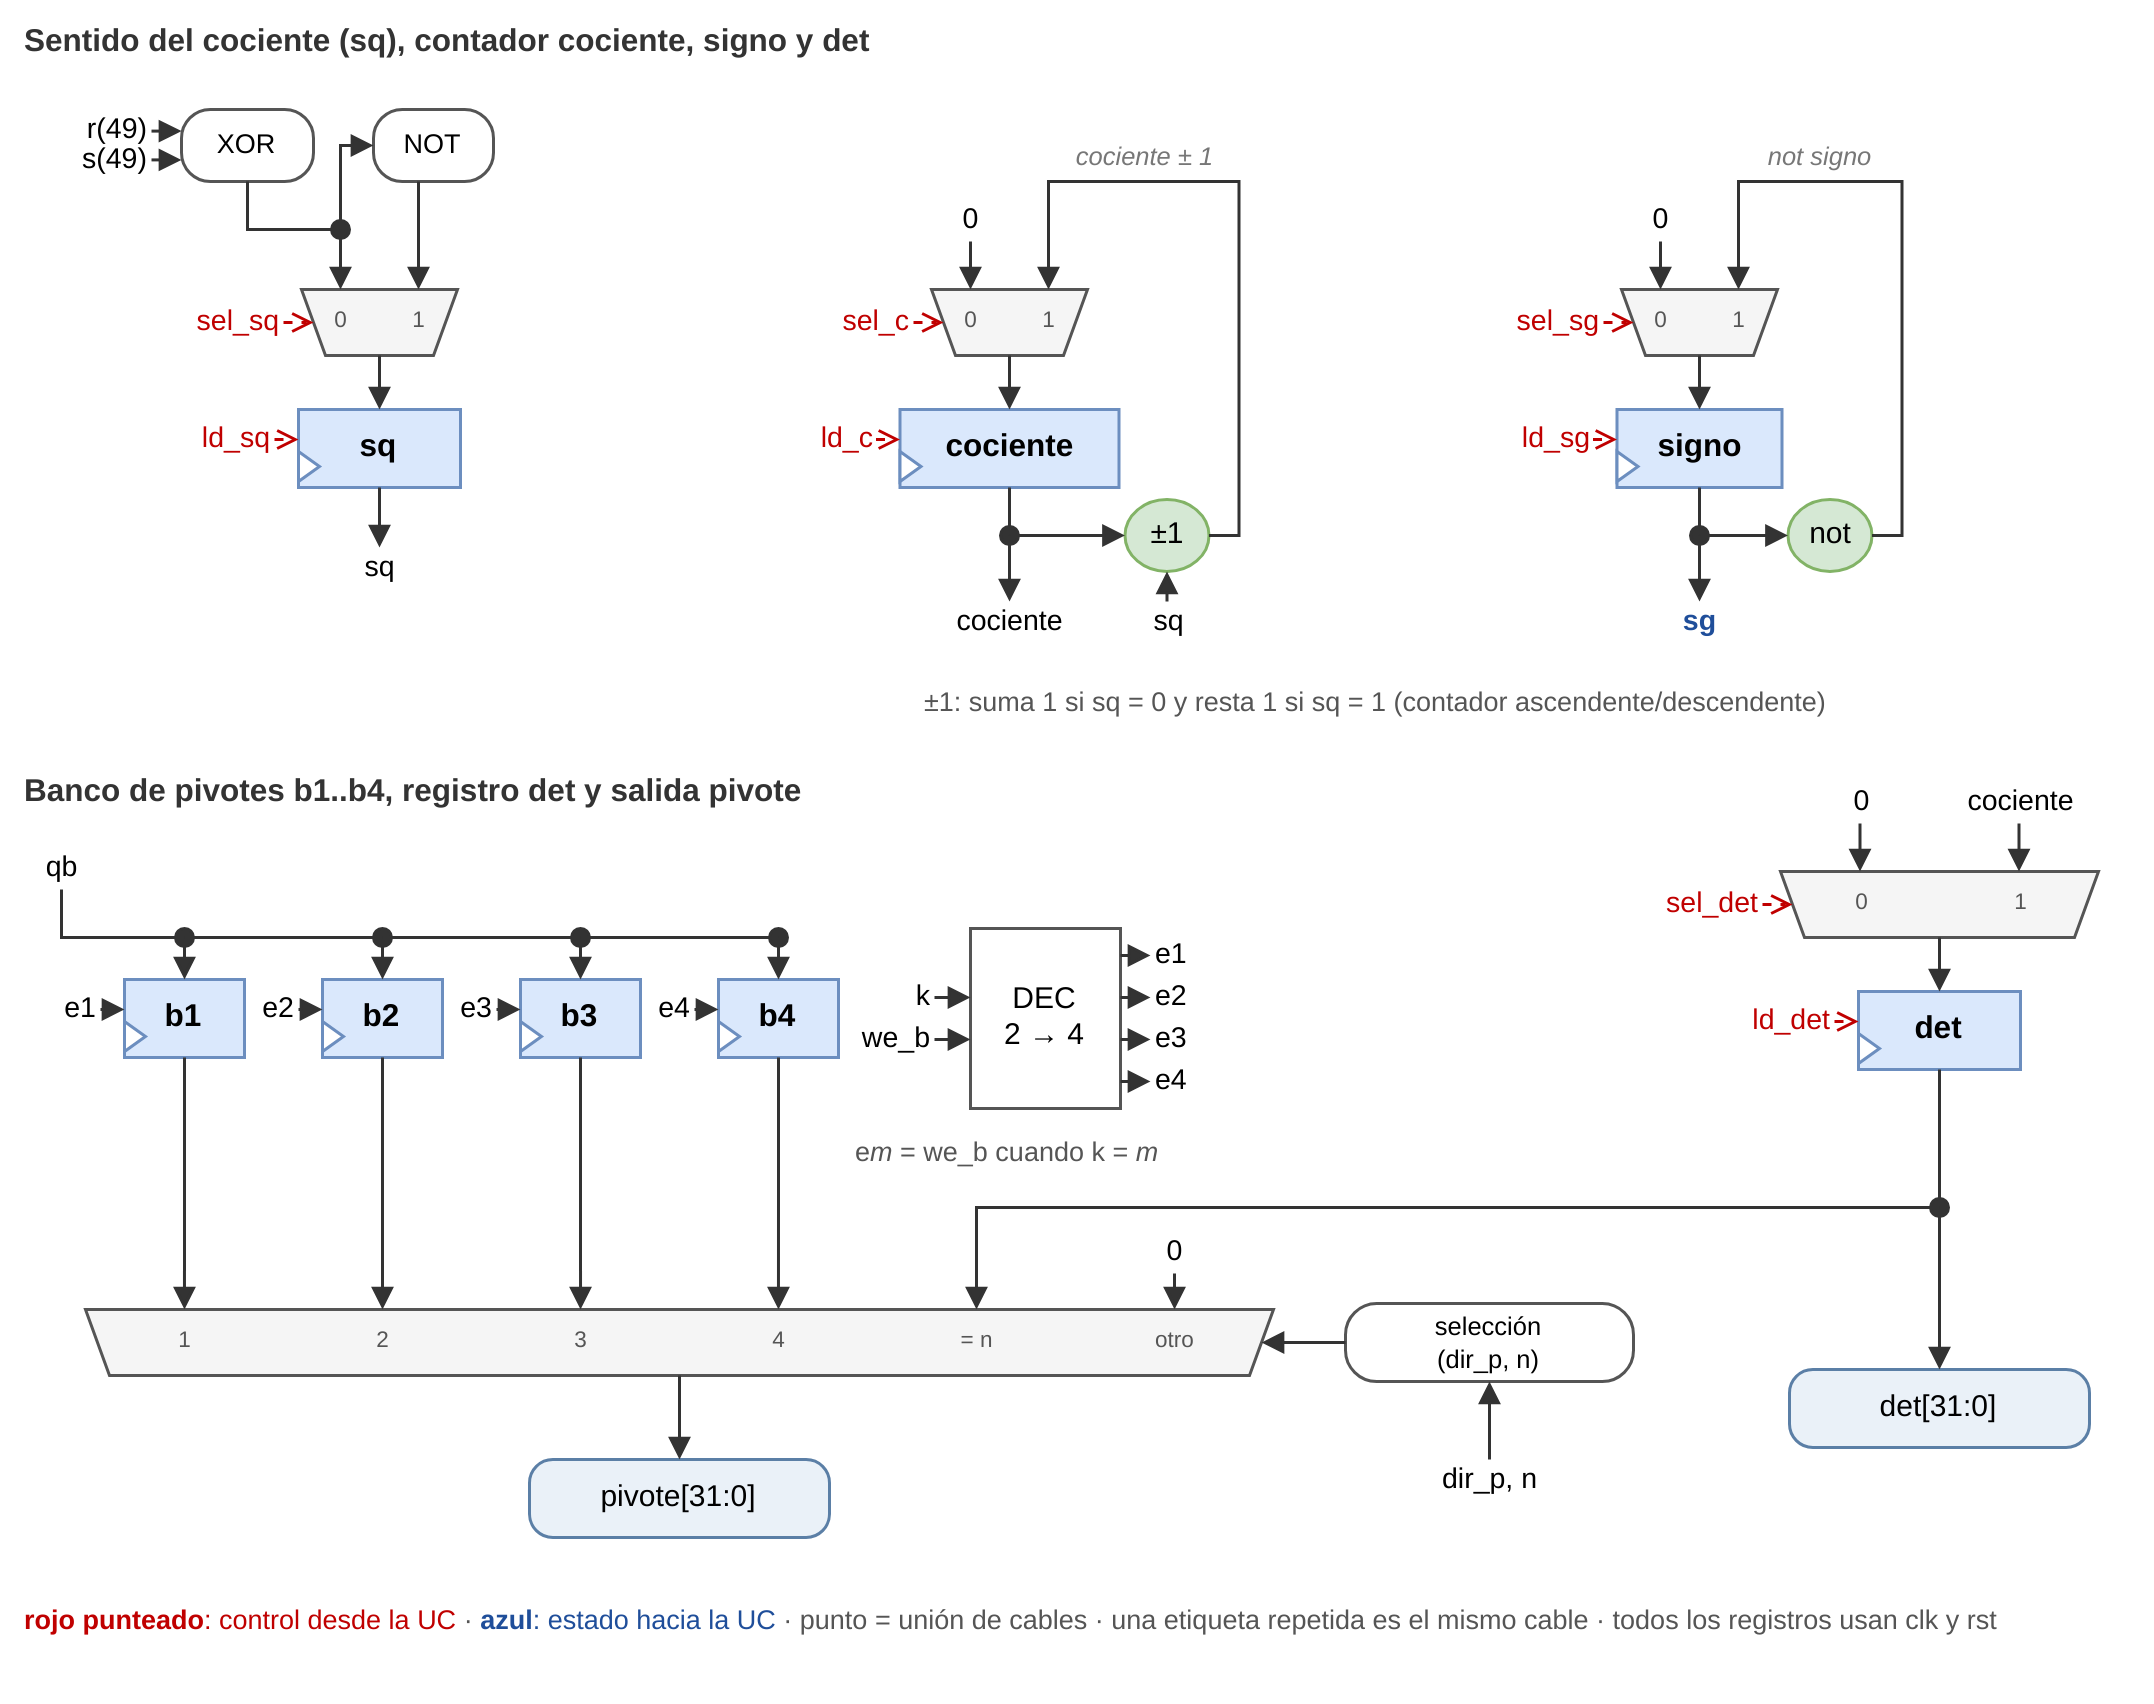 Sentido del cociente (sq), contador cociente, signo y det
r(49)
s(49)
XOR
NOT
cociente ± 1
not signo
0
0
sel_sq
0 1
sel_c
0 1
sel_sg
0 1
ld_sq
sq
ld_c
cociente
ld_sg
signo
±1
not
sq
cociente
sq
sg
±1: suma 1 si sq = 0 y resta 1 si sq = 1 (contador ascendente/descendente)
Banco de pivotes b1..b4, registro det y salida pivote
0
cociente
qb
sel_det
0 1
e1
b1
e2
b2
e3
b3
e4
b4
k
we_b
DEC
2 → 4
e1
e2
e3
e4
ld_det
det
em = we_b cuando k = m
0
1 2 3 4 = n otro
selección
(dir_p, n)
det[31:0]
dir_p, n
pivote[31:0]
rojo punteado: control desde la UC · azul: estado hacia la UC · punto = unión de cables · una etiqueta repetida es el mismo cable · todos los registros usan clk y rst